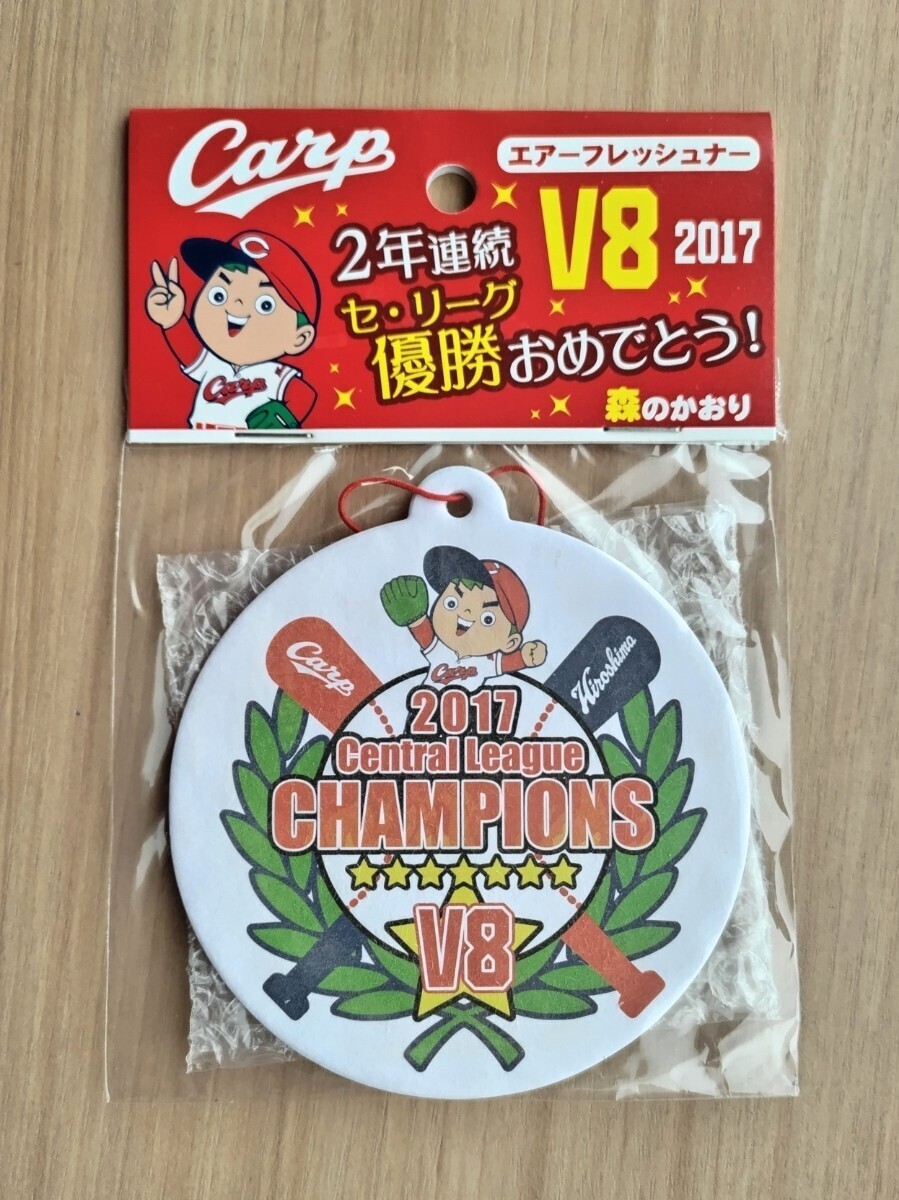 Carp
エアーフレッシュナー
2年連続
V8 2017
セ・リーグ
優勝おめでとう!
森のかおり
C
Carp
Carp
Carp
Hiroshima
2017
Central League
CHAMPIONS
V8